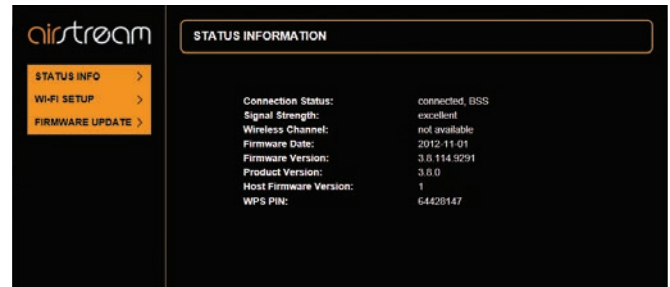 airstream
STATUS INFORMATION
STATUS INFO >
WI-FI SETUP >
FIRMWARE UPDATE >
Connection Status: connected, BSS
Signal Strength: excellent
Wireless Channel: not available
Firmware Date: 2012-11-01
Firmware Version: 3.8.114.9291
Product Version: 3.8.0
Host Firmware Version: 1
WPS PIN: 64428147